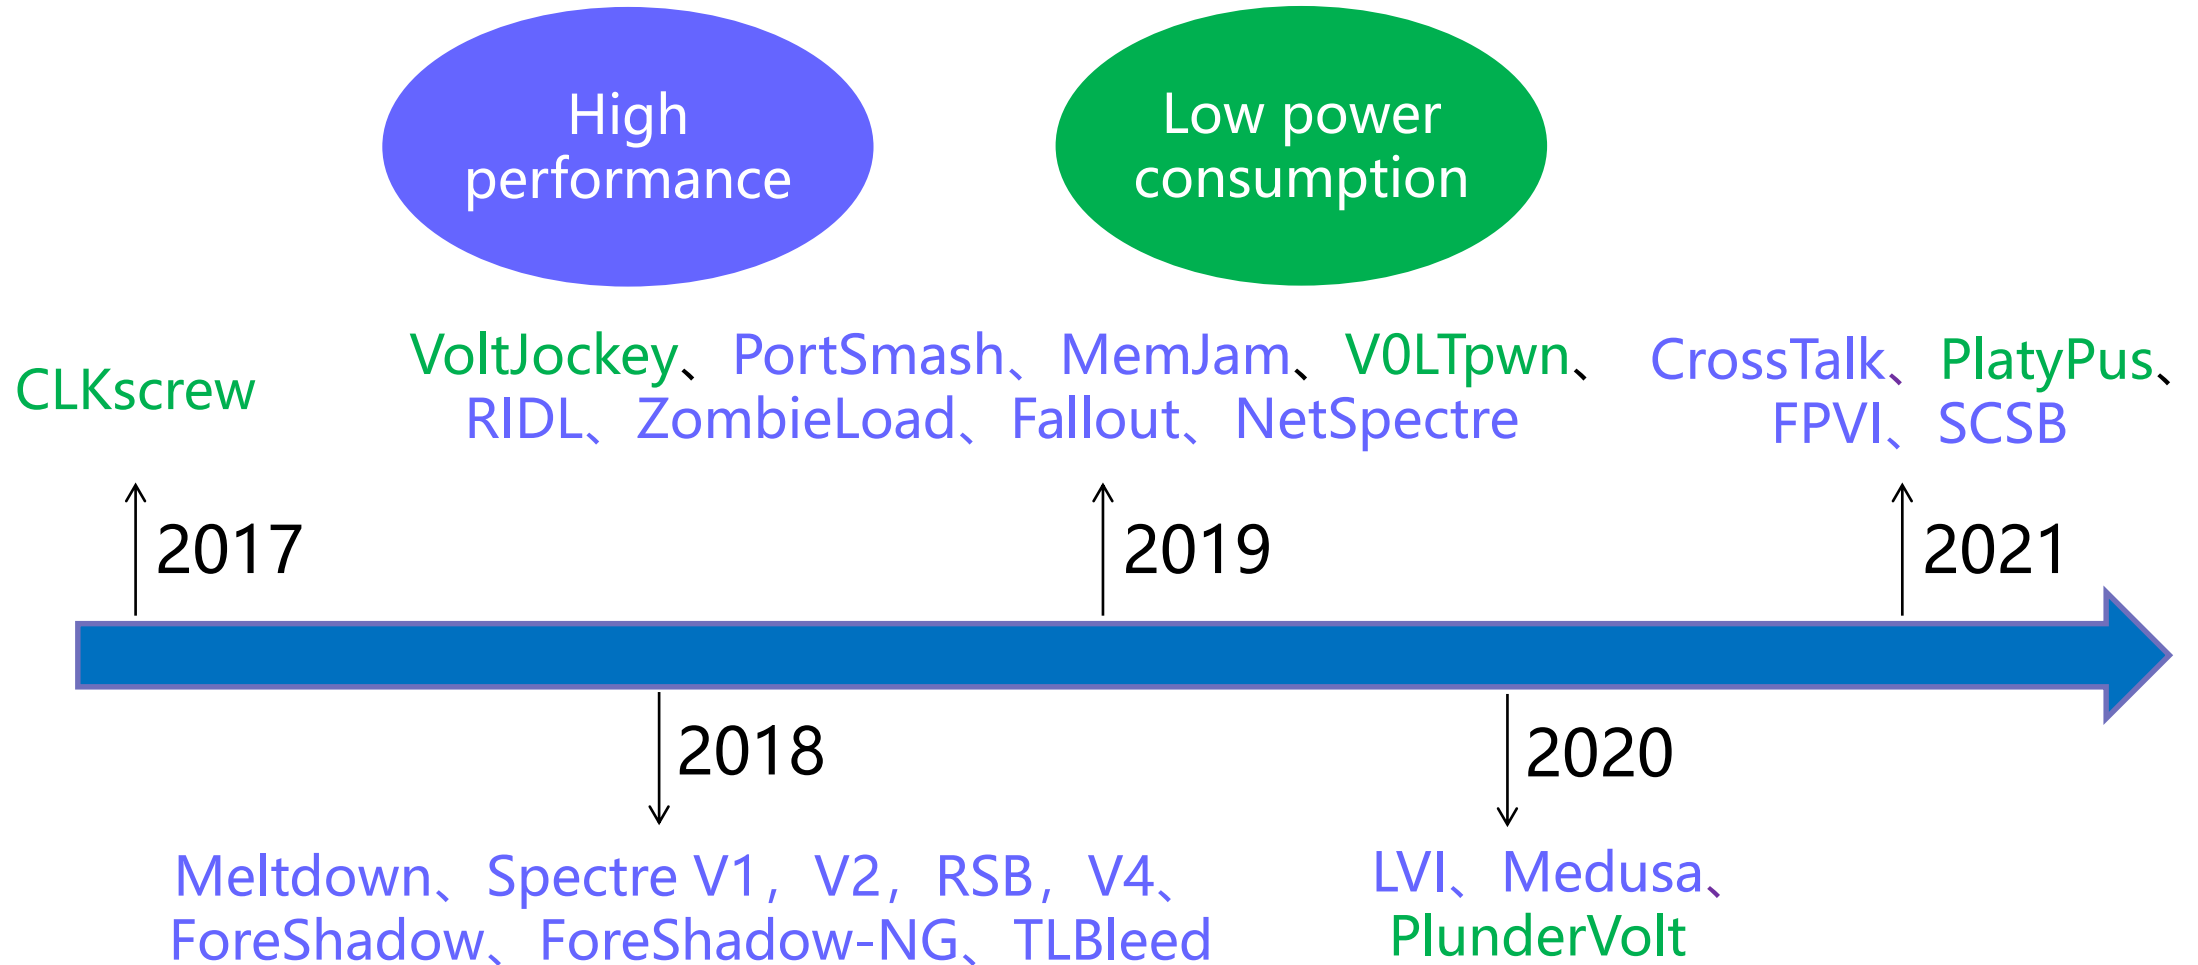 High
performance
Low power
consumption
CLKscrew
VoltJockey、PortSmash、MemJam、V0LTpwn、
RIDL、ZombieLoad、Fallout、NetSpectre
CrossTalk、PlatyPus、
FPVI、SCSB
2017
2019
2021
2018
2020
Meltdown、Spectre V1，V2，RSB，V4、
ForeShadow、ForeShadow-NG、TLBleed
LVI、Medusa、
PlunderVolt